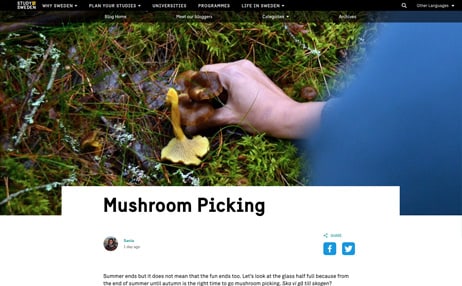 STUDY IN
SWEDEN
WHY SWEDEN
PLAN YOUR STUDIES
UNIVERSITIES
PROGRAMMES
LIFE IN SWEDEN
Other Languages
Blog Home
Meet our bloggers
Categories
Archives
Mushroom Picking
1 day ago
SHARE
Summer ends but it does not mean that the fun ends too. Let's look at the glass half full because from
the end of summer until autumn is the right time to go mushroom picking. Ska vi gå till skogen?